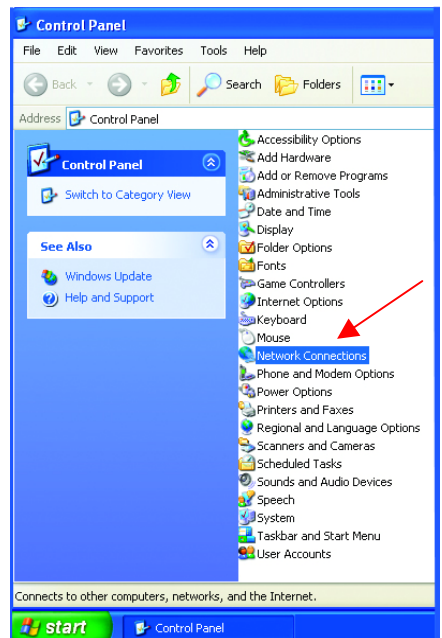 Control Panel
File Edit View Favorites Tools Help
Back Search Folders
Address Control Panel
Control Panel
Switch to Category View
See Also
Windows Update
Help and Support
Accessibility Options
Add Hardware
Add or Remove Programs
Administrative Tools
Date and Time
Display
Folder Options
Fonts
Game Controllers
Internet Options
Keyboard
Mouse
Network Connections
Phone and Modem Options
Power Options
Printers and Faxes
Regional and Language Options
Scanners and Cameras
Scheduled Tasks
Sounds and Audio Devices
Speech
System
Taskbar and Start Menu
User Accounts
Connects to other computers, networks, and the Internet.
start Control Panel